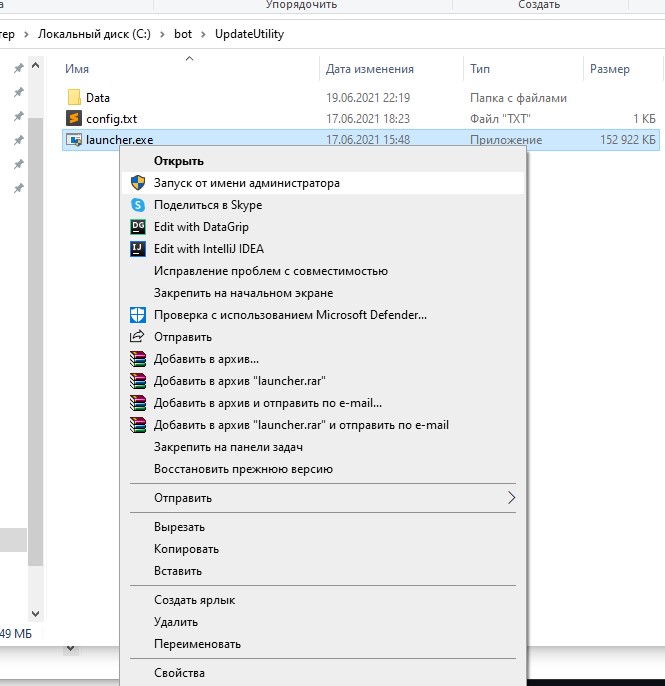 Упорядочить Создать
Локальный диск (C:) > bot > UpdateUtility
Имя Дата изменения Тип Размер
Data 19.06.2021 22:19 Папка с файлами
config.txt 17.06.2021 18:23 Файл "TXT" 1 КБ
launcher.exe 17.06.2021 15:48 Приложение 152 922 КБ
Открыть
Запуск от имени администратора
Поделиться в Skype
Edit with DataGrip
Edit with IntelliJ IDEA
Исправление проблем с совместимостью
Закрепить на начальном экране
Проверка с использованием Microsoft Defender...
Отправить
Добавить в архив...
Добавить в архив "launcher.rar"
Добавить в архив и отправить по e-mail...
Добавить в архив "launcher.rar" и отправить по e-mail
Закрепить на панели задач
Восстановить прежнюю версию
Отправить
Вырезать
Копировать
Вставить
Создать ярлык
49 МБ
Удалить
Переименовать
Свойства